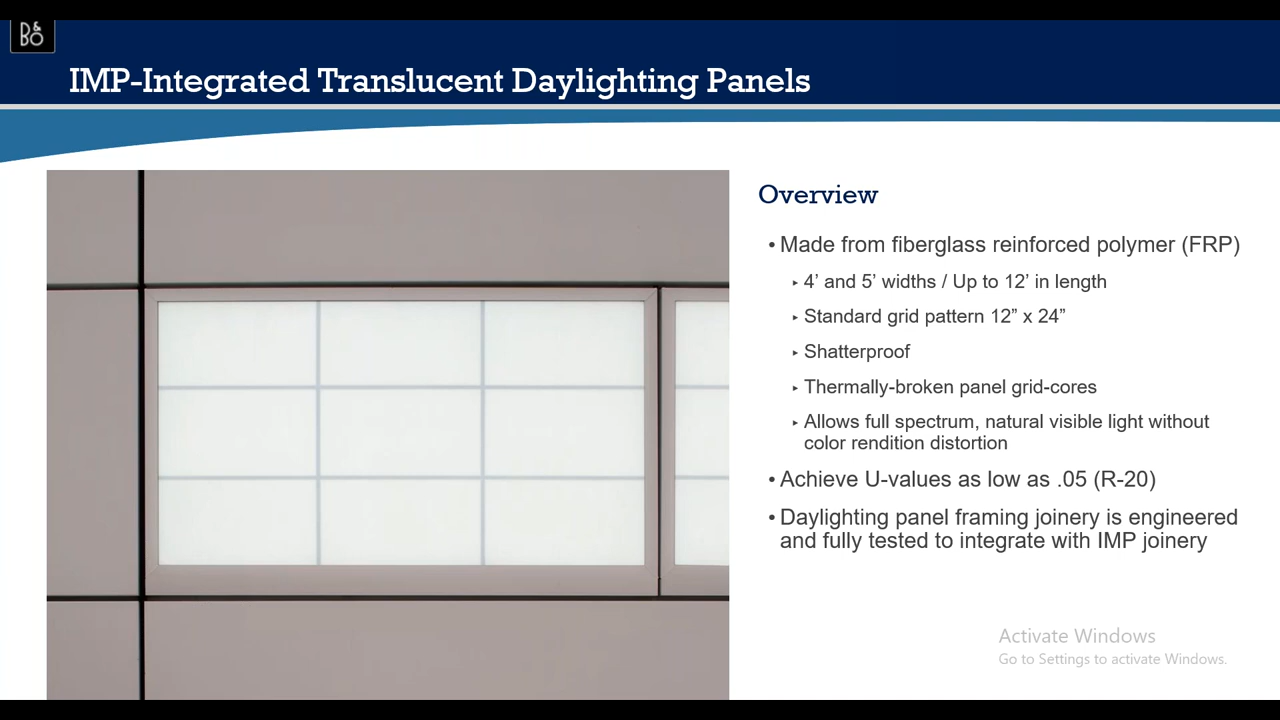 B&
BO
IMP-Integrated Translucent Daylighting Panels
Overview
• Made from fiberglass reinforced polymer (FRP)
▸ 4’ and 5’ widths / Up to 12’ in length
▸ Standard grid pattern 12” x 24”
▸ Shatterproof
▸ Thermally-broken panel grid-cores
▸ Allows full spectrum, natural visible light without
color rendition distortion
• Achieve U-values as low as .05 (R-20)
• Daylighting panel framing joinery is engineered
and fully tested to integrate with IMP joinery
Activate Windows
Go to Settings to activate Windows.